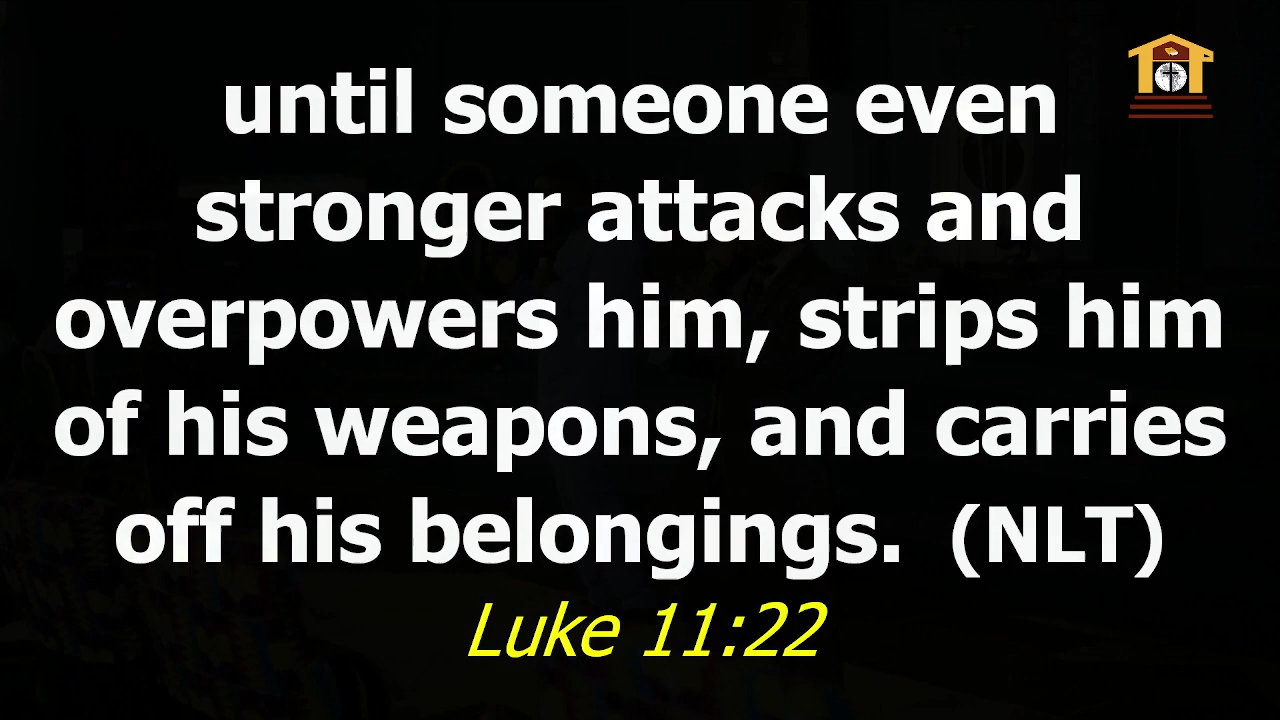 until someone even
stronger attacks and
overpowers him, strips him
of his weapons, and carries
off his belongings.  (NLT)
Luke 11:22